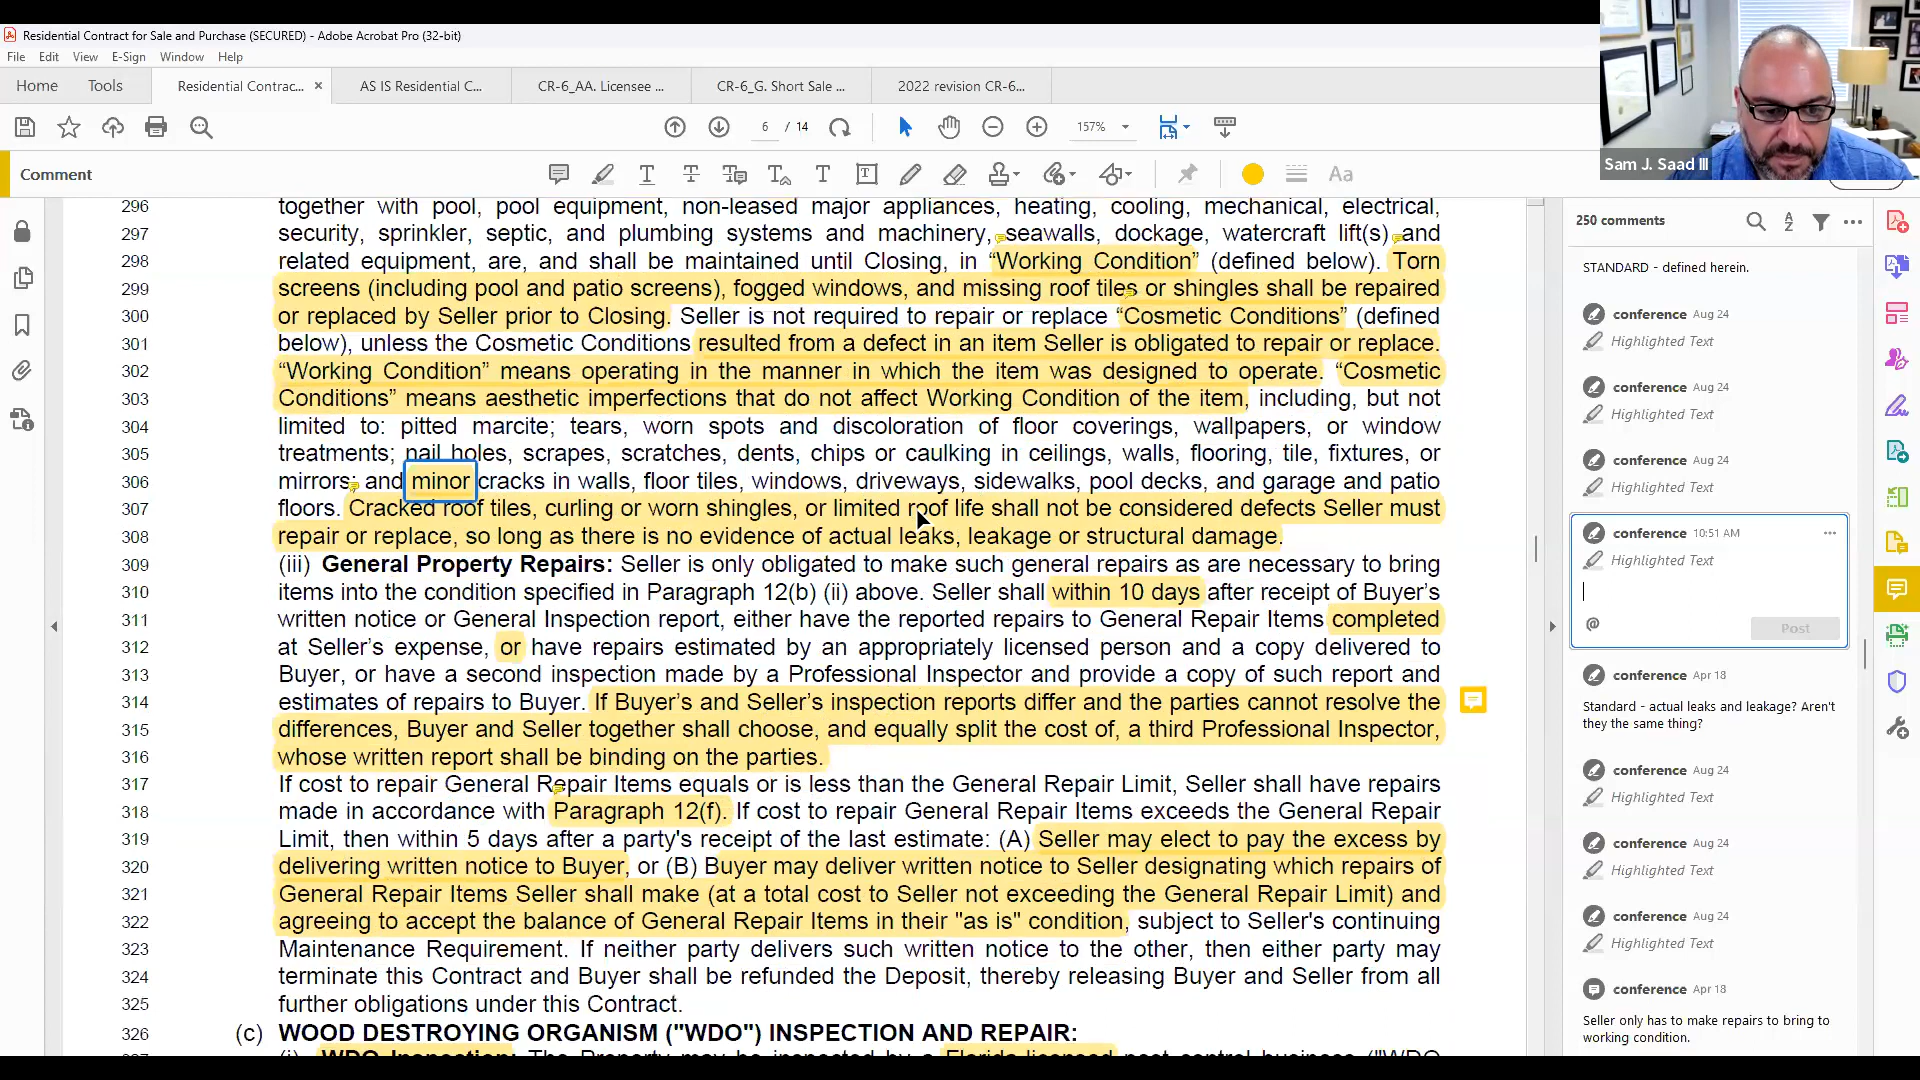 Residential Contract for Sale and Purchase (SECURED) - Adobe Acrobat Pro (32-bit)
File Edit View E-Sign Window Help
Home Tools Residential Contrac... × AS IS Residential C... CR-6_AA. Licensee ... CR-6_G. Short Sale ... 2022 revision CR-6...
6 / 14 157%
Comment
Aa
Sam J. Saad III
296 together with pool, pool equipment, non-leased major appliances, heating, cooling, mechanical, electrical,
297 security, sprinkler, septic, and plumbing systems and machinery, seawalls, dockage, watercraft lift(s) and
298 related equipment, are, and shall be maintained until Closing, in “Working Condition” (defined below). Torn
299 screens (including pool and patio screens), fogged windows, and missing roof tiles or shingles shall be repaired
300 or replaced by Seller prior to Closing. Seller is not required to repair or replace “Cosmetic Conditions” (defined
301 below), unless the Cosmetic Conditions resulted from a defect in an item Seller is obligated to repair or replace.
302 “Working Condition” means operating in the manner in which the item was designed to operate. “Cosmetic
303 Conditions” means aesthetic imperfections that do not affect Working Condition of the item, including, but not
304 limited to: pitted marcite; tears, worn spots and discoloration of floor coverings, wallpapers, or window
305 treatments; nail holes, scrapes, scratches, dents, chips or caulking in ceilings, walls, flooring, tile, fixtures, or
306 mirrors; and minor cracks in walls, floor tiles, windows, driveways, sidewalks, pool decks, and garage and patio
307 floors. Cracked roof tiles, curling or worn shingles, or limited roof life shall not be considered defects Seller must
308 repair or replace, so long as there is no evidence of actual leaks, leakage or structural damage.
309 (iii) General Property Repairs: Seller is only obligated to make such general repairs as are necessary to bring
310 items into the condition specified in Paragraph 12(b) (ii) above. Seller shall within 10 days after receipt of Buyer’s
311 written notice or General Inspection report, either have the reported repairs to General Repair Items completed
312 at Seller’s expense, or have repairs estimated by an appropriately licensed person and a copy delivered to
313 Buyer, or have a second inspection made by a Professional Inspector and provide a copy of such report and
314 estimates of repairs to Buyer. If Buyer’s and Seller’s inspection reports differ and the parties cannot resolve the
315 differences, Buyer and Seller together shall choose, and equally split the cost of, a third Professional Inspector,
316 whose written report shall be binding on the parties.
317 If cost to repair General Repair Items equals or is less than the General Repair Limit, Seller shall have repairs
318 made in accordance with Paragraph 12(f). If cost to repair General Repair Items exceeds the General Repair
319 Limit, then within 5 days after a party's receipt of the last estimate: (A) Seller may elect to pay the excess by
320 delivering written notice to Buyer, or (B) Buyer may deliver written notice to Seller designating which repairs of
321 General Repair Items Seller shall make (at a total cost to Seller not exceeding the General Repair Limit) and
322 agreeing to accept the balance of General Repair Items in their "as is" condition, subject to Seller's continuing
323 Maintenance Requirement. If neither party delivers such written notice to the other, then either party may
324 terminate this Contract and Buyer shall be refunded the Deposit, thereby releasing Buyer and Seller from all
325 further obligations under this Contract.
326 (c) WOOD DESTROYING ORGANISM ("WDO") INSPECTION AND REPAIR:
250 comments
STANDARD - defined herein.
conference Aug 24
Highlighted Text
conference Aug 24
Highlighted Text
conference Aug 24
Highlighted Text
conference 10:51 AM
Highlighted Text
@ Post
conference Apr 18
Standard - actual leaks and leakage? Aren't
they the same thing?
conference Aug 24
Highlighted Text
conference Aug 24
Highlighted Text
conference Aug 24
Highlighted Text
conference Apr 18
Seller only has to make repairs to bring to
working condition.